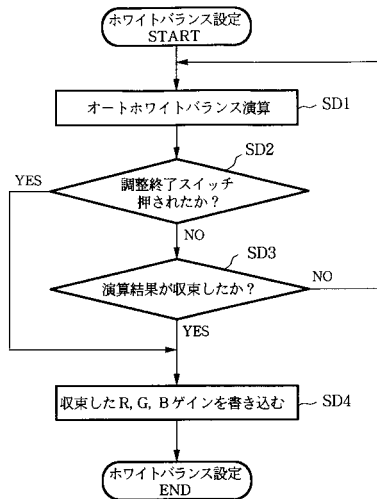 ホワイトバランス設定
START
オートホワイトバランス演算
SD1
SD2
調整終了スイッチ
押されたか?
YES
NO
SD3
演算結果が収束したか?
NO
YES
収束したR, G, Bゲインを書き込む
SD4
ホワイトバランス設定
END